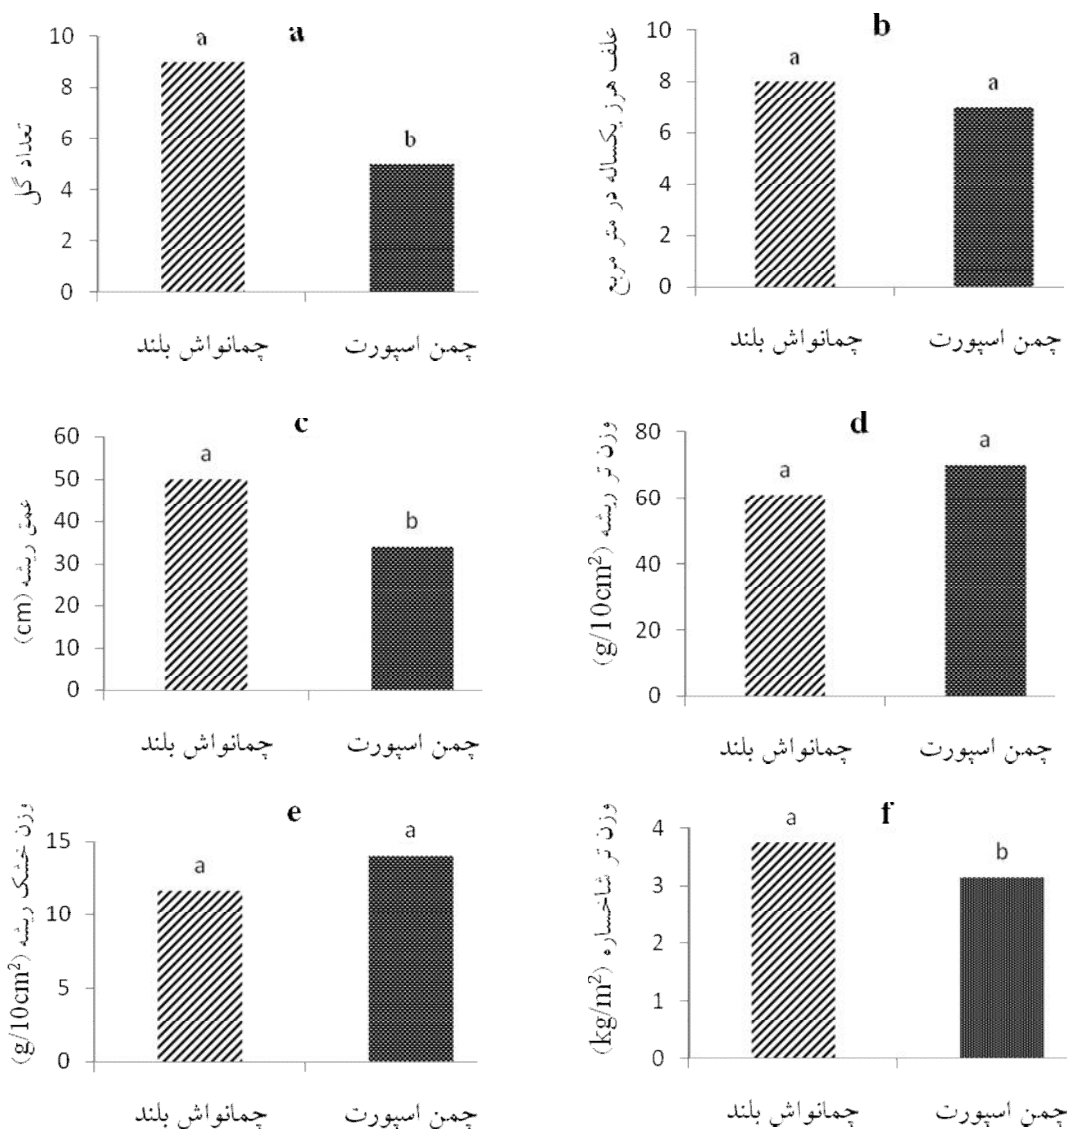 a
تعداد گل
10
8
6
4
2
0
a
b
چمانواش بلند
چمن اسپورت
b
علف هرز یکساله در متر مربع
10
8
6
4
2
0
a
a
چمانواش بلند
چمن اسپورت
c
عمق ریشه (cm)
60
50
40
30
20
10
0
a
b
چمانواش بلند
چمن اسپورت
d
وزن تر ریشه (g/10cm²)
80
60
40
20
0
a
a
چمانواش بلند
چمن اسپورت
e
وزن خشک ریشه (g/10cm²)
15
10
5
0
a
a
چمانواش بلند
چمن اسپورت
f
وزن تر شاخساره (kg/m²)
4
3
2
1
0
a
b
چمانواش بلند
چمن اسپورت